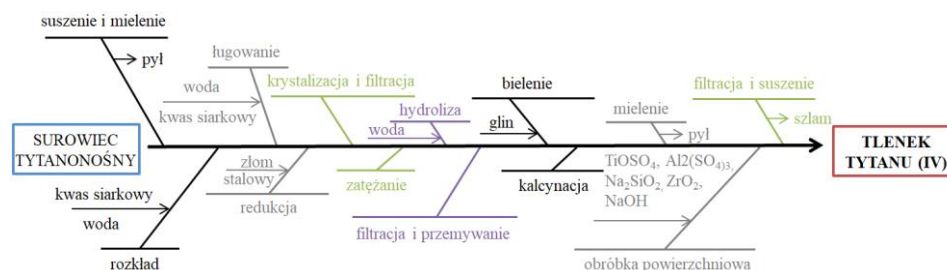 suszenie i mielenie
pył
ługowanie
woda
kwas siarkowy
krystalizacja i filtracja
hydroliza
woda
bielenie
glin
mielenie
pył
filtracja i suszenie
szlam
SUROWIEC
TYTANONOŚNY
TLENEK
TYTANU (IV)
kwas siarkowy
woda
rozkład
złom
stalowy
redukcja
zatężanie
filtracja i przemywanie
kalcynacja
TiOSO₄, Al2(SO₄)₃,
Na₂SiO₂, ZrO₂,
NaOH
obróbka powierzchniowa